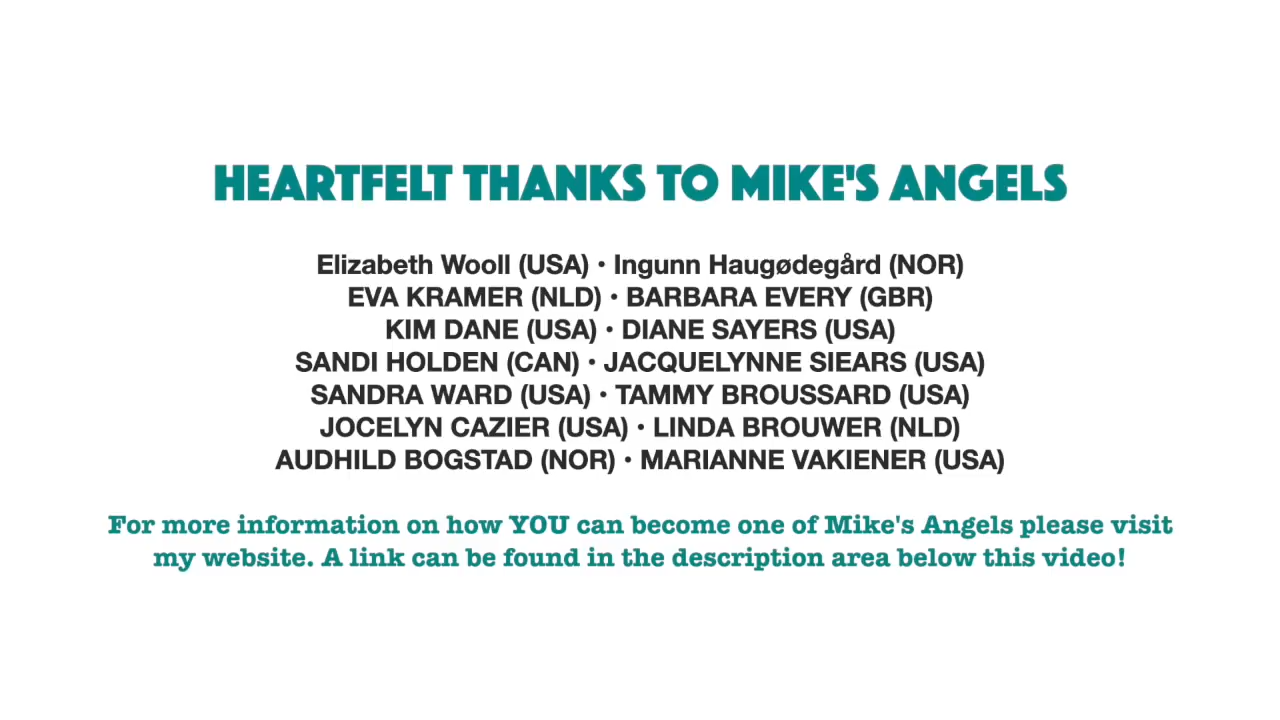 HEARTFELT THANKS TO MIKE'S ANGELS
Elizabeth Wooll (USA) • Ingunn Haugødegård (NOR)
EVA KRAMER (NLD) • BARBARA EVERY (GBR)
KIM DANE (USA) • DIANE SAYERS (USA)
SANDI HOLDEN (CAN) • JACQUELYNNE SIEARS (USA)
SANDRA WARD (USA) • TAMMY BROUSSARD (USA)
JOCELYN CAZIER (USA) • LINDA BROUWER (NLD)
AUDHILD BOGSTAD (NOR) • MARIANNE VAKIENER (USA)
For more information on how YOU can become one of Mike's Angels please visit
my website. A link can be found in the description area below this video!